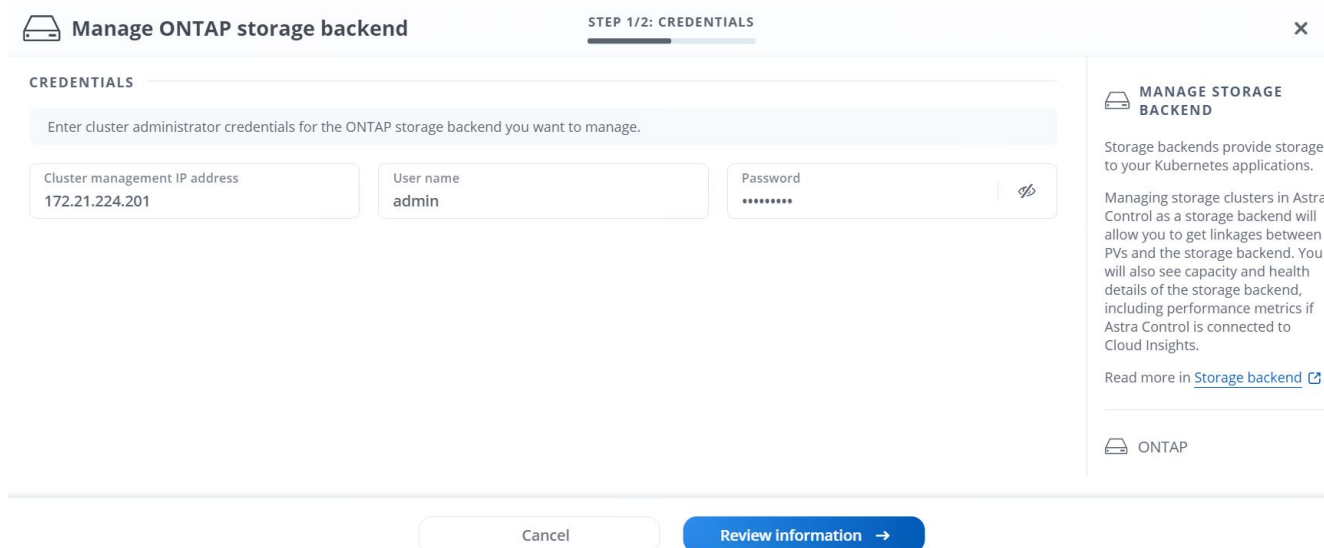 Manage ONTAP storage backend
STEP 1/2: CREDENTIALS
CREDENTIALS
Enter cluster administrator credentials for the ONTAP storage backend you want to manage.
Cluster management IP address
172.21.224.201
User name
admin
Password
•••••••••
MANAGE STORAGE
BACKEND
Storage backends provide storage
to your Kubernetes applications.
Managing storage clusters in Astra
Control as a storage backend will
allow you to get linkages between
PVs and the storage backend. You
will also see capacity and health
details of the storage backend,
including performance metrics if
Astra Control is connected to
Cloud Insights.
Read more in Storage backend
ONTAP
Cancel
Review information →